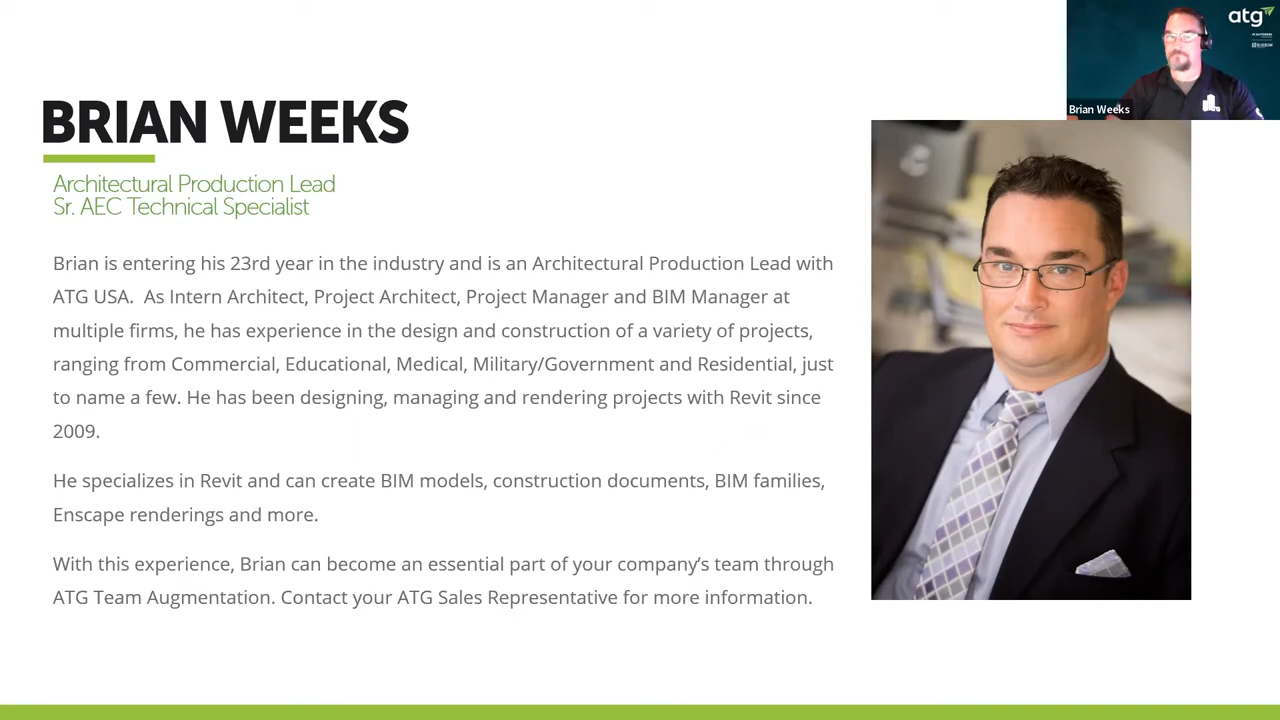 atg
Brian Weeks
BRIAN WEEKS
Architectural Production Lead
Sr. AEC Technical Specialist
Brian is entering his 23rd year in the industry and is an Architectural Production Lead with
ATG USA.  As Intern Architect, Project Architect, Project Manager and BIM Manager at
multiple firms, he has experience in the design and construction of a variety of projects,
ranging from Commercial, Educational, Medical, Military/Government and Residential, just
to name a few. He has been designing, managing and rendering projects with Revit since
2009.
He specializes in Revit and can create BIM models, construction documents, BIM families,
Enscape renderings and more.
With this experience, Brian can become an essential part of your company’s team through
ATG Team Augmentation. Contact your ATG Sales Representative for more information.